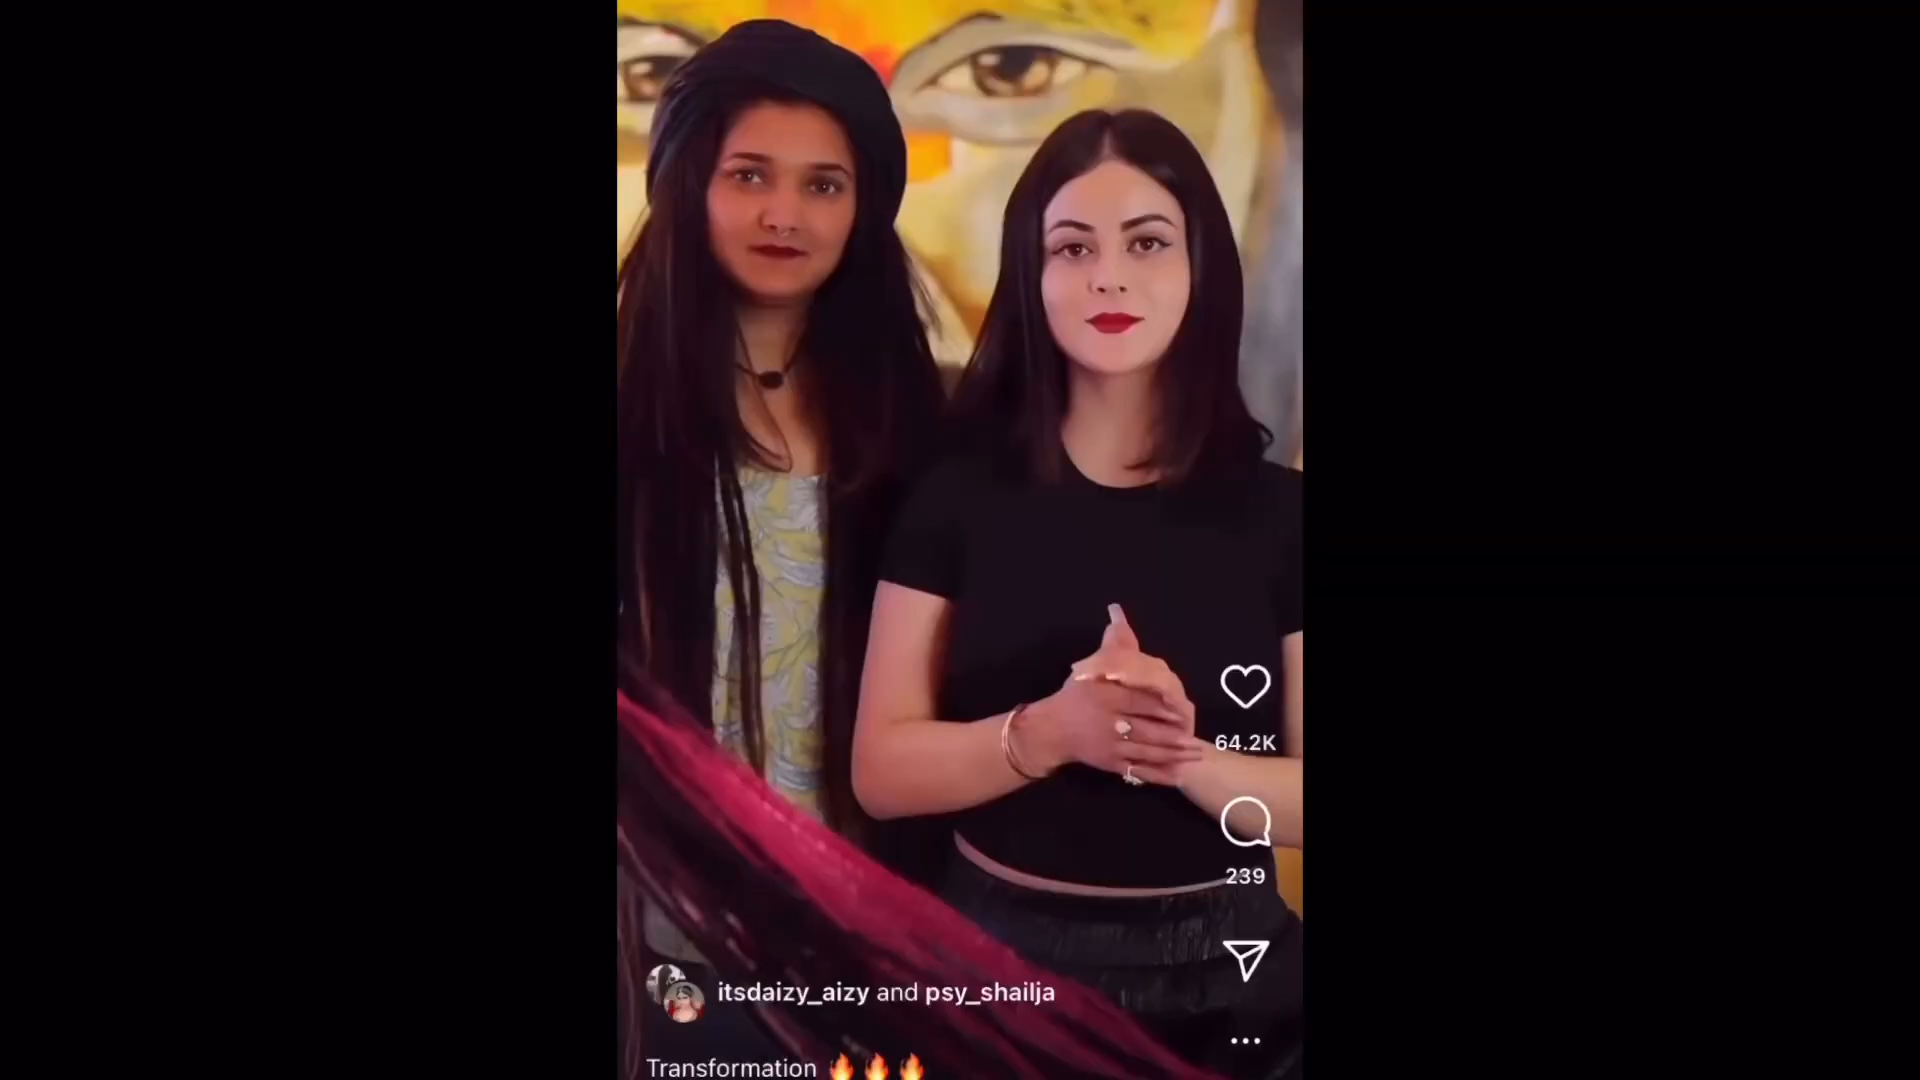 64.2K
239
itsdaizy_aizy and psy_shailja
Transformation 🔥🔥🔥